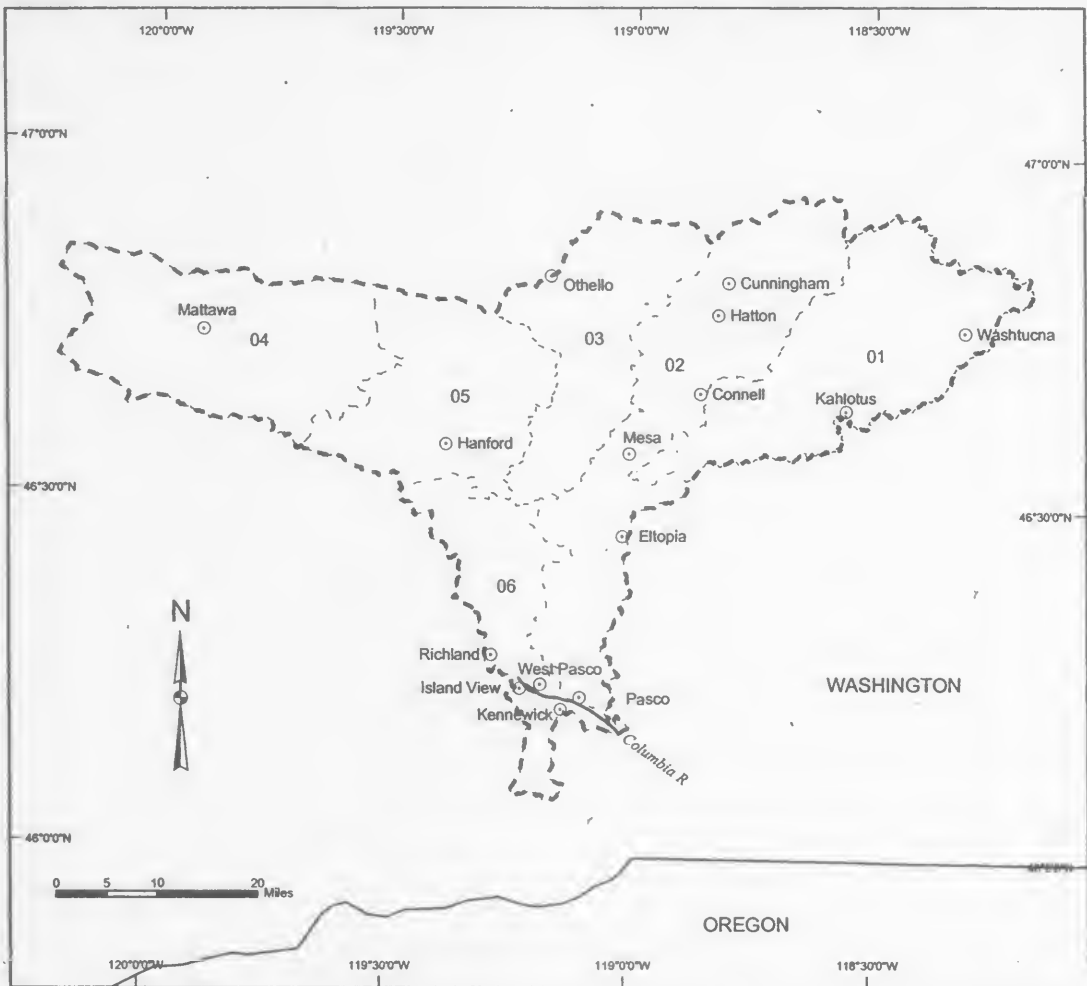 120°0'0"W
119°30'0"W
119°0'0"W
118°30'0"W
47°0'0"N
47°0'0"N
Othello
Cunningham
Mattawa
Hatton
04
03
Washtucna
02
01
05
Connell
Kahlotus
Hanford
Mesa
46°30'0"N
46°30'0"N
Eltopia
06
N
Richland
West Pasco
Island View
Pasco
WASHINGTON
Kennewick
Columbia R
46°0'0"N
0 5 10 20
Miles
OREGON
120°0'0"W
119°30'0"W
119°0'0"W
118°30'0"W